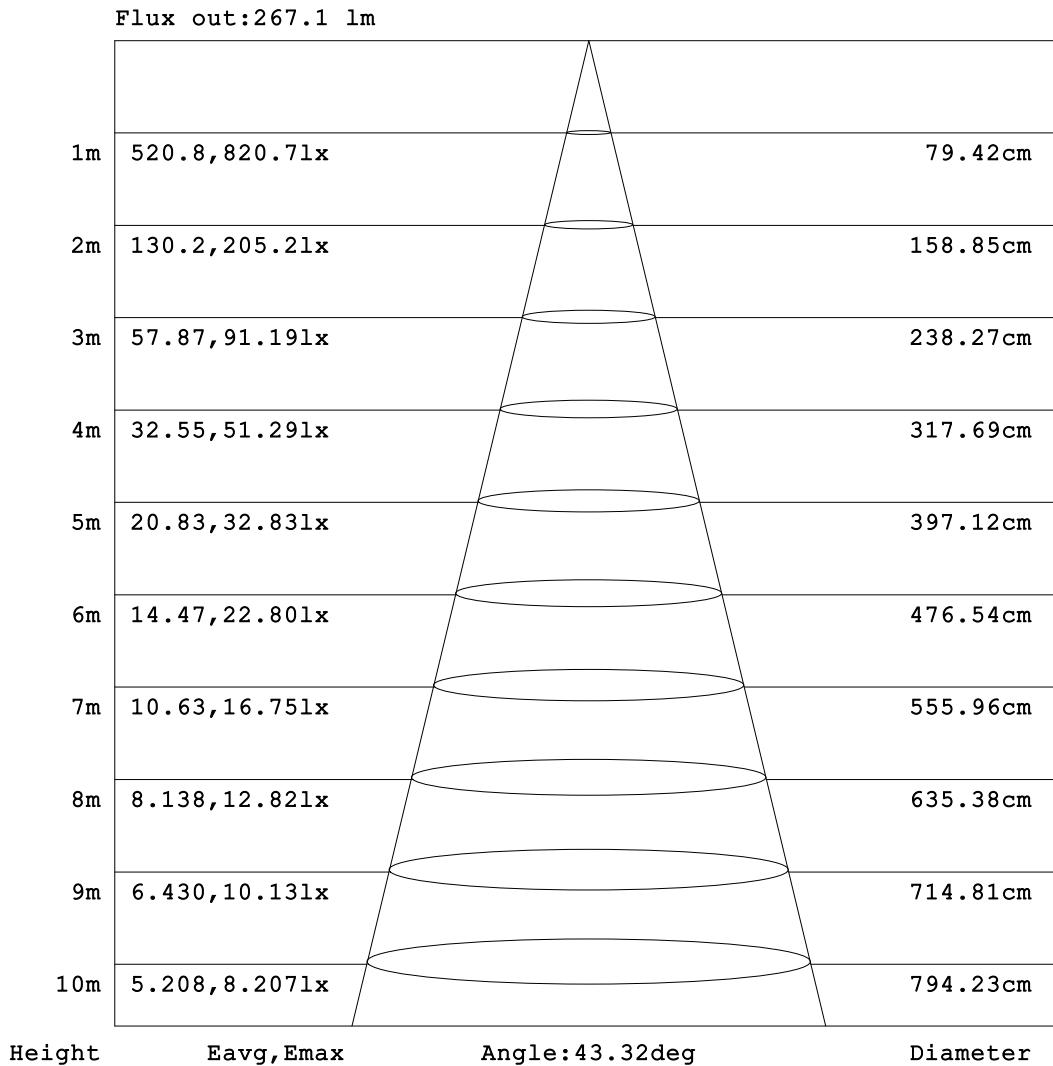 Flux out:267.1 lm
1m 520.8,820.7lx 79.42cm
2m 130.2,205.2lx 158.85cm
3m 57.87,91.19lx 238.27cm
4m 32.55,51.29lx 317.69cm
5m 20.83,32.83lx 397.12cm
6m 14.47,22.80lx 476.54cm
7m 10.63,16.75lx 555.96cm
8m 8.138,12.82lx 635.38cm
9m 6.430,10.13lx 714.81cm
10m 5.208,8.207lx 794.23cm
Height Eavg,Emax Angle:43.32deg Diameter